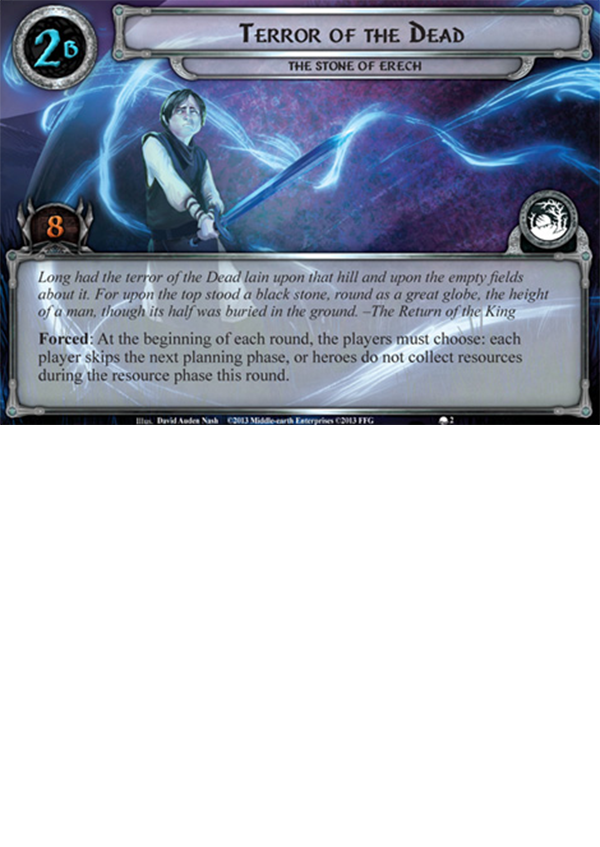 2B
TERROR OF THE DEAD
THE STONE OF ERECH
8
Long had the terror of the Dead lain upon that hill and upon the empty fields
about it. For upon the top stood a black stone, round as a great globe, the height
of a man, though its half was buried in the ground. –The Return of the King
Forced: At the beginning of each round, the players must choose: each
player skips the next planning phase, or heroes do not collect resources
during the resource phase this round.
Illus. David Auden Nash ©2013 Middle-earth Enterprises ©2013 FFG 2